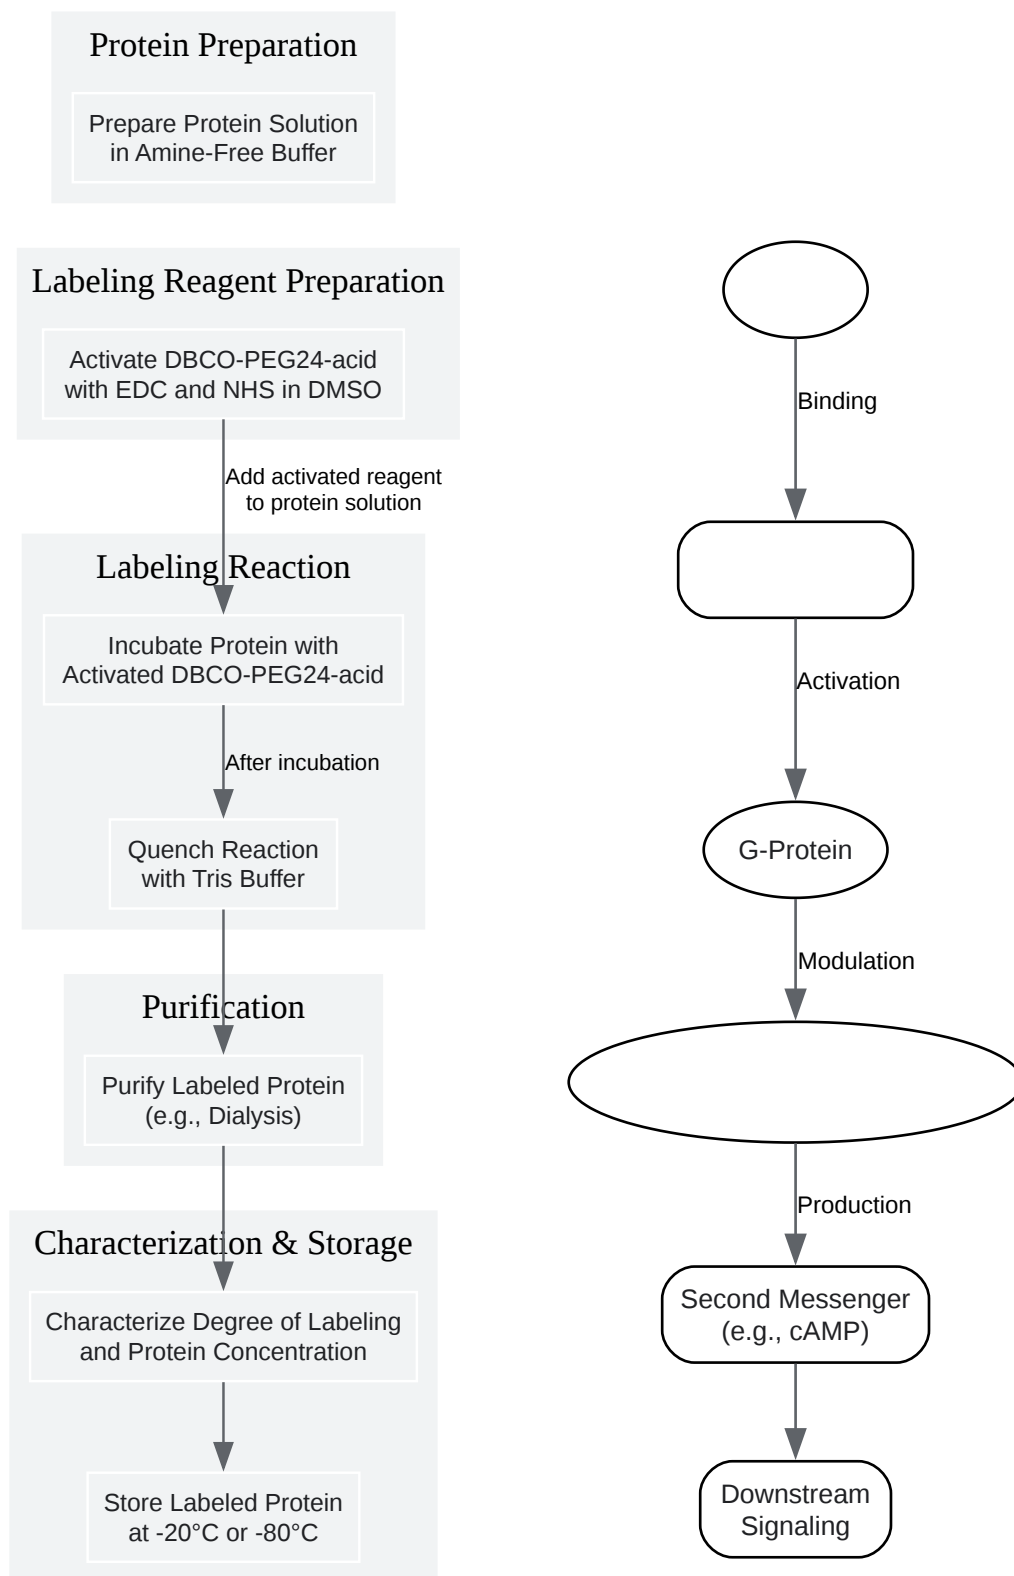 Protein Preparation
Prepare Protein Solution
in Amine-Free Buffer
Labeling Reagent Preparation
Activate DBCO-PEG24-acid
with EDC and NHS in DMSO
Add activated reagent
to protein solution
Labeling Reaction
Incubate Protein with
Activated DBCO-PEG24-acid
After incubation
Quench Reaction
with Tris Buffer
Purification
Purify Labeled Protein
(e.g., Dialysis)
Characterization & Storage
Characterize Degree of Labeling
and Protein Concentration
Store Labeled Protein
at -20°C or -80°C
Binding
Activation
G-Protein
Modulation
Production
Second Messenger
(e.g., cAMP)
Downstream
Signaling